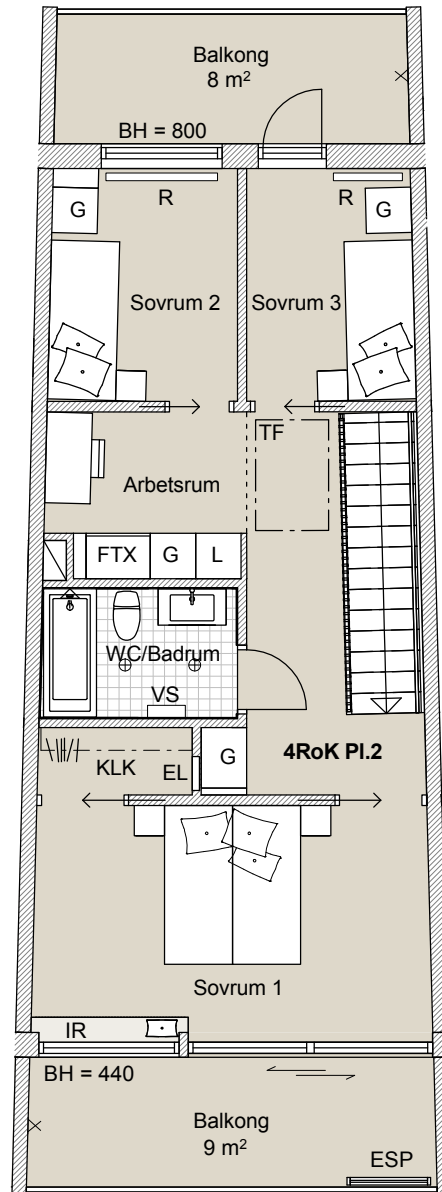 Balkong
8 m²
BH = 800
R
R
G
G
Sovrum 2
Sovrum 3
TF
Arbetsrum
FTX
G
L
WC/Badrum
VS
4RoK Pl.2
KLK
EL
G
Sovrum 1
IR
BH = 440
Balkong
9 m²
ESP